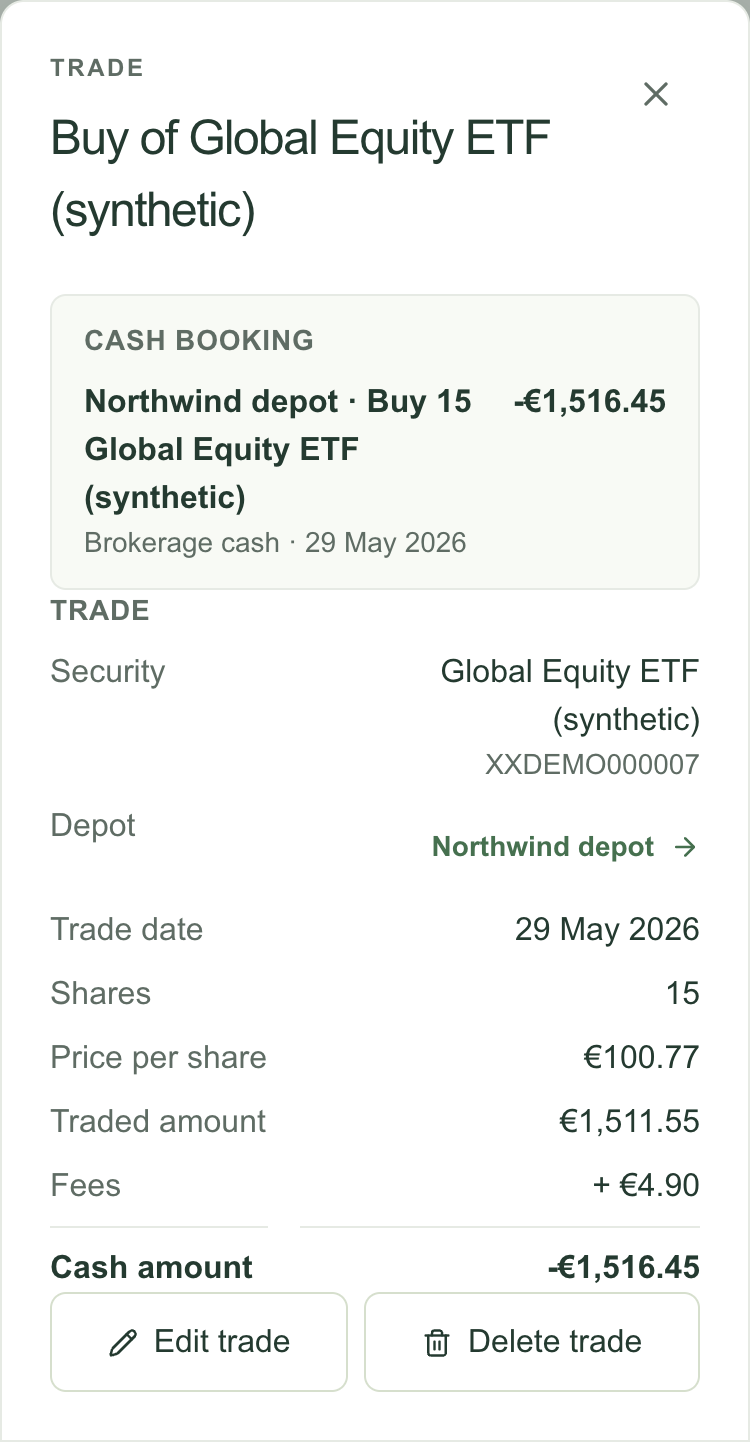 TRADE
Buy of Global Equity ETF
(synthetic)
CASH BOOKING
Northwind depot · Buy 15 -€1,516.45
Global Equity ETF
(synthetic)
Brokerage cash · 29 May 2026
TRADE
Security Global Equity ETF
(synthetic)
XXDEMO000007
Depot
Northwind depot →
Trade date 29 May 2026
Shares 15
Price per share €100.77
Traded amount €1,511.55
Fees + €4.90
Cash amount -€1,516.45
Edit trade Delete trade